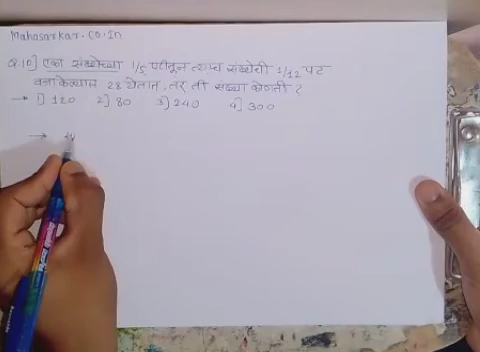 Mahasarkar.co.in
Q.10] एका संख्येच्या 1/5 पटीतून त्याच संख्येची 1/12 पट
वजा केल्यास 28 येतात, तर ती संख्या कोणती ?
→ 1] 120 2] 80 3] 240 4] 300
→